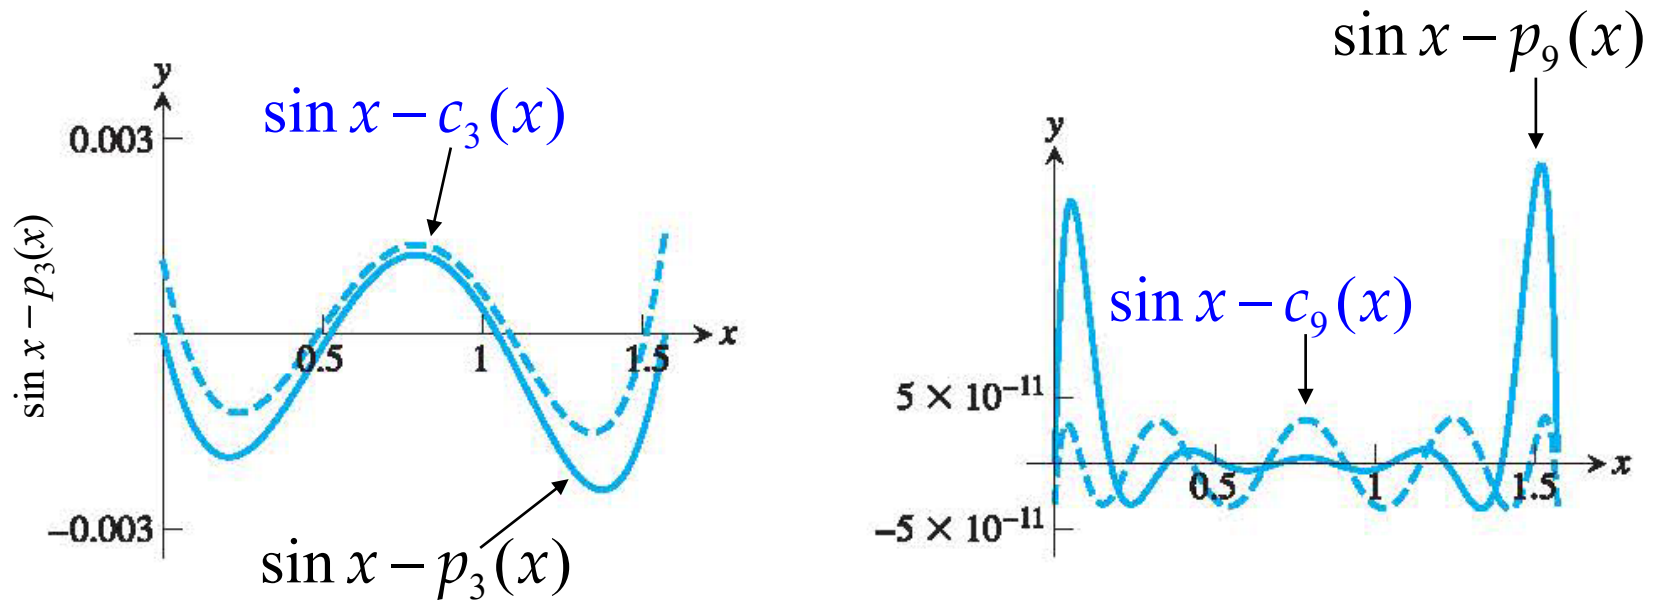 y
sin x − c₃(x)
0.003
sin x − p₃(x)
0.5
1
1.5
x
−0.003
sin x − p₃(x)
sin x − p₉(x)
y
sin x − c₉(x)
5 × 10⁻¹¹
x
0.5
1
1.5
−5 × 10⁻¹¹